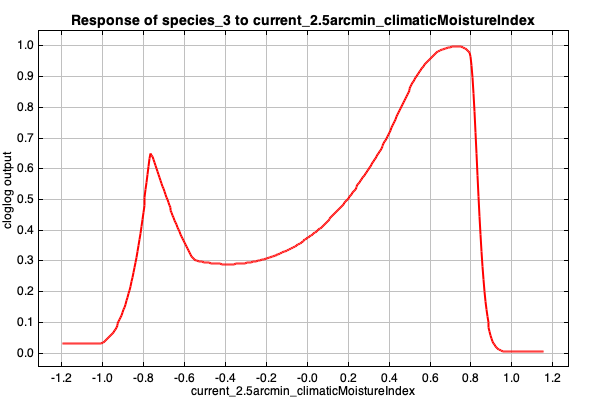 Response of species_3 to current_2.5arcmin_climaticMoistureIndex
1.0
0.9
0.8
0.7
0.6
0.5
0.4
0.3
0.2
0.1
0.0
cloglog output
-1.2 -1.0 -0.8 -0.6 -0.4 -0.2 -0.0 0.2 0.4 0.6 0.8 1.0 1.2
current_2.5arcmin_climaticMoistureIndex